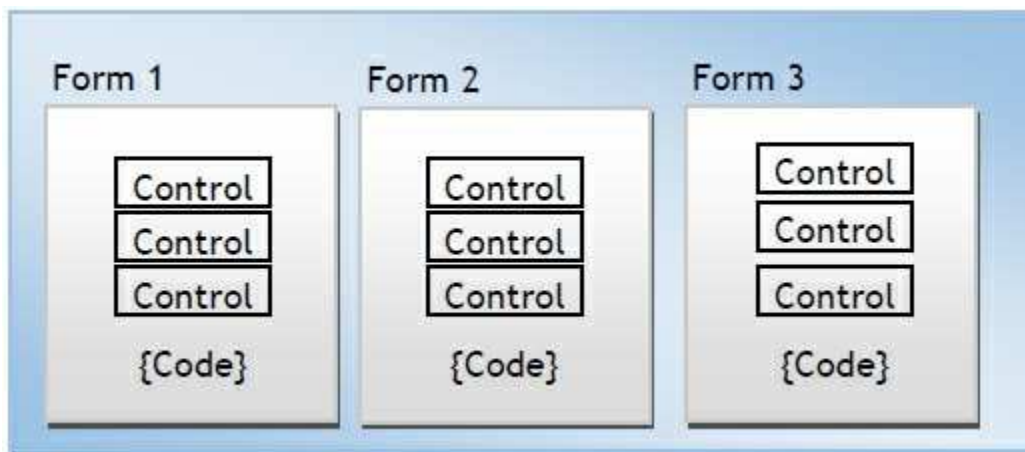 Form 1
Control
Control
Control
{Code}
Form 2
Control
Control
Control
{Code}
Form 3
Control
Control
Control
{Code}